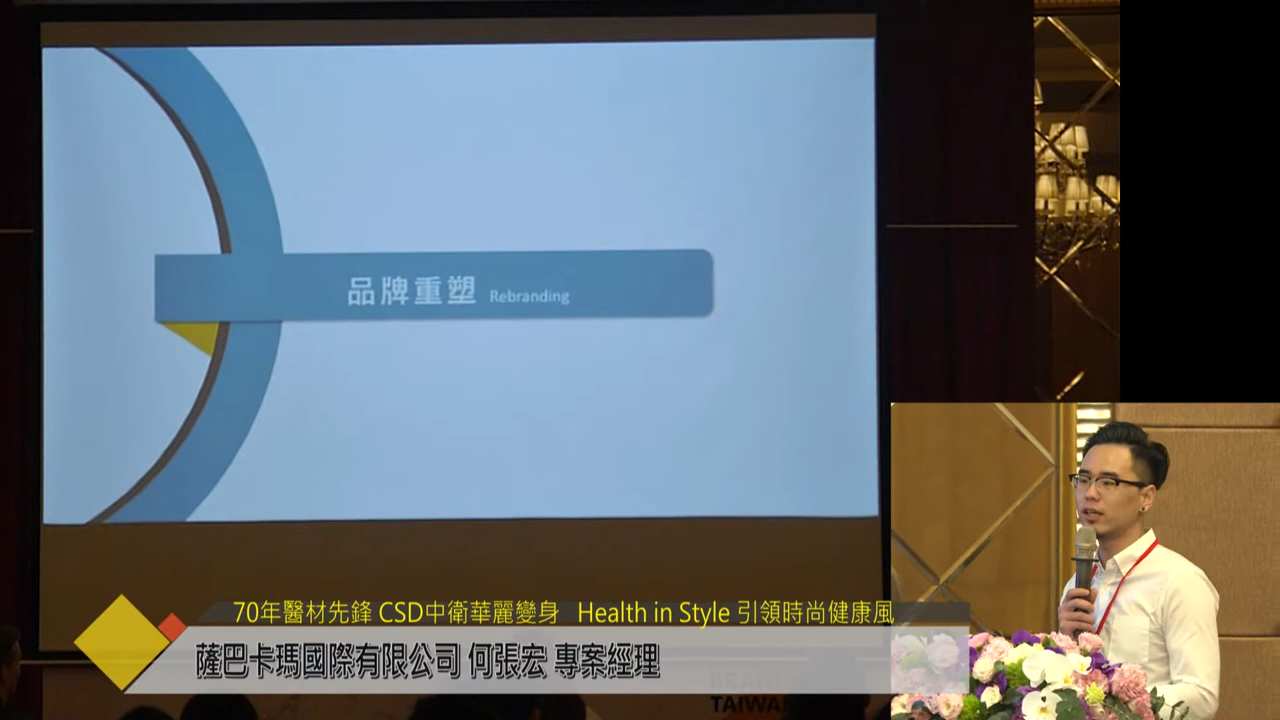 品牌重塑 Rebranding
70年醫材先鋒 CSD中衛華麗變身 Health in Style 引領時尚健康風
薩巴卡瑪國際有限公司 何張宏 專案經理
TAIWA